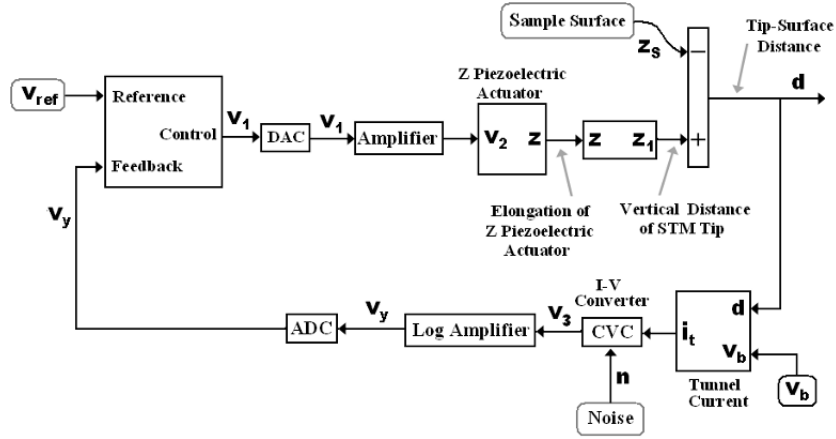 Sample Surface
z_s
Tip-Surface
Distance
d
−
+
Z Piezoelectric
Actuator
v_ref
Reference
Control
Feedback
v_1
DAC
v_1
Amplifier
v_2
z
z
z_1
Elongation of
Z Piezoelectric
Actuator
Vertical Distance
of STM Tip
v_y
ADC
v_y
Log Amplifier
v_3
I-V
Converter
CVC
n
Noise
i_t
d
v_b
Tunnel
Current
v_b